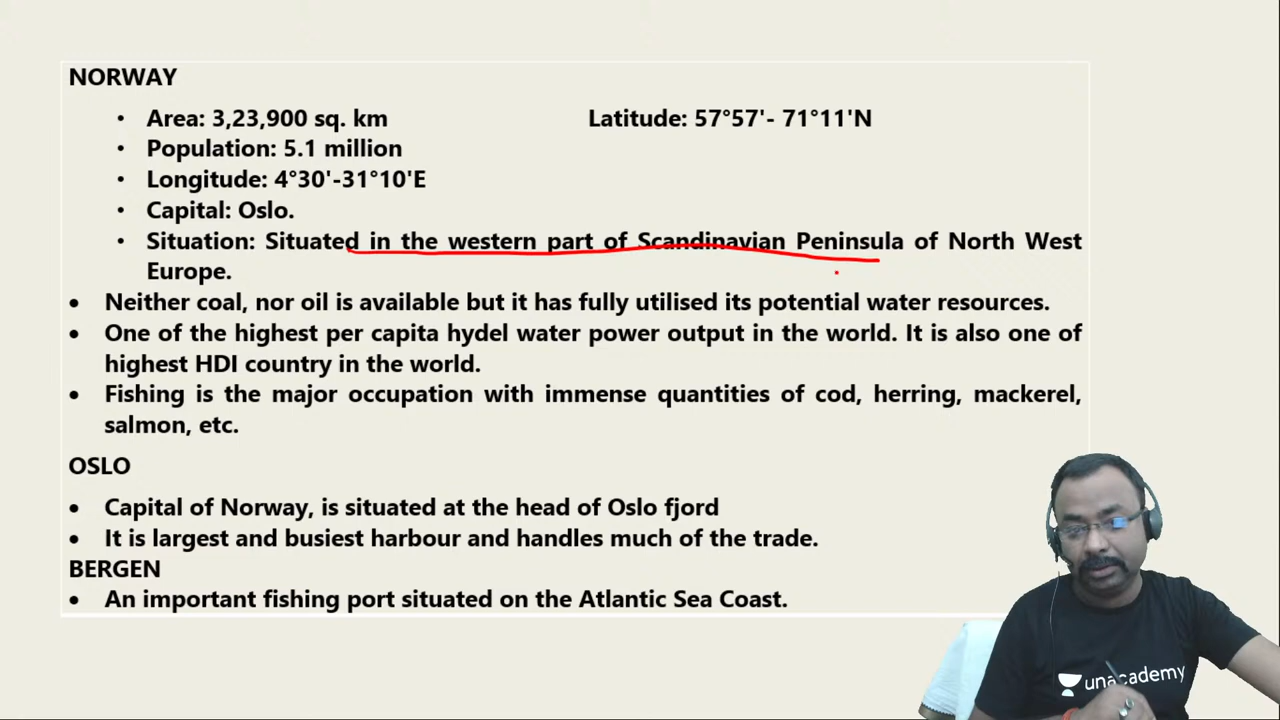 NORWAY
• Area: 3,23,900 sq. km Latitude: 57°57'- 71°11'N
• Population: 5.1 million
• Longitude: 4°30'-31°10'E
• Capital: Oslo.
• Situation: Situated in the western part of Scandinavian Peninsula of North West
Europe.
• Neither coal, nor oil is available but it has fully utilised its potential water resources.
• One of the highest per capita hydel water power output in the world. It is also one of
highest HDI country in the world.
• Fishing is the major occupation with immense quantities of cod, herring, mackerel,
salmon, etc.
OSLO
• Capital of Norway, is situated at the head of Oslo fjord
• It is largest and busiest harbour and handles much of the trade.
BERGEN
• An important fishing port situated on the Atlantic Sea Coast.
unacademy